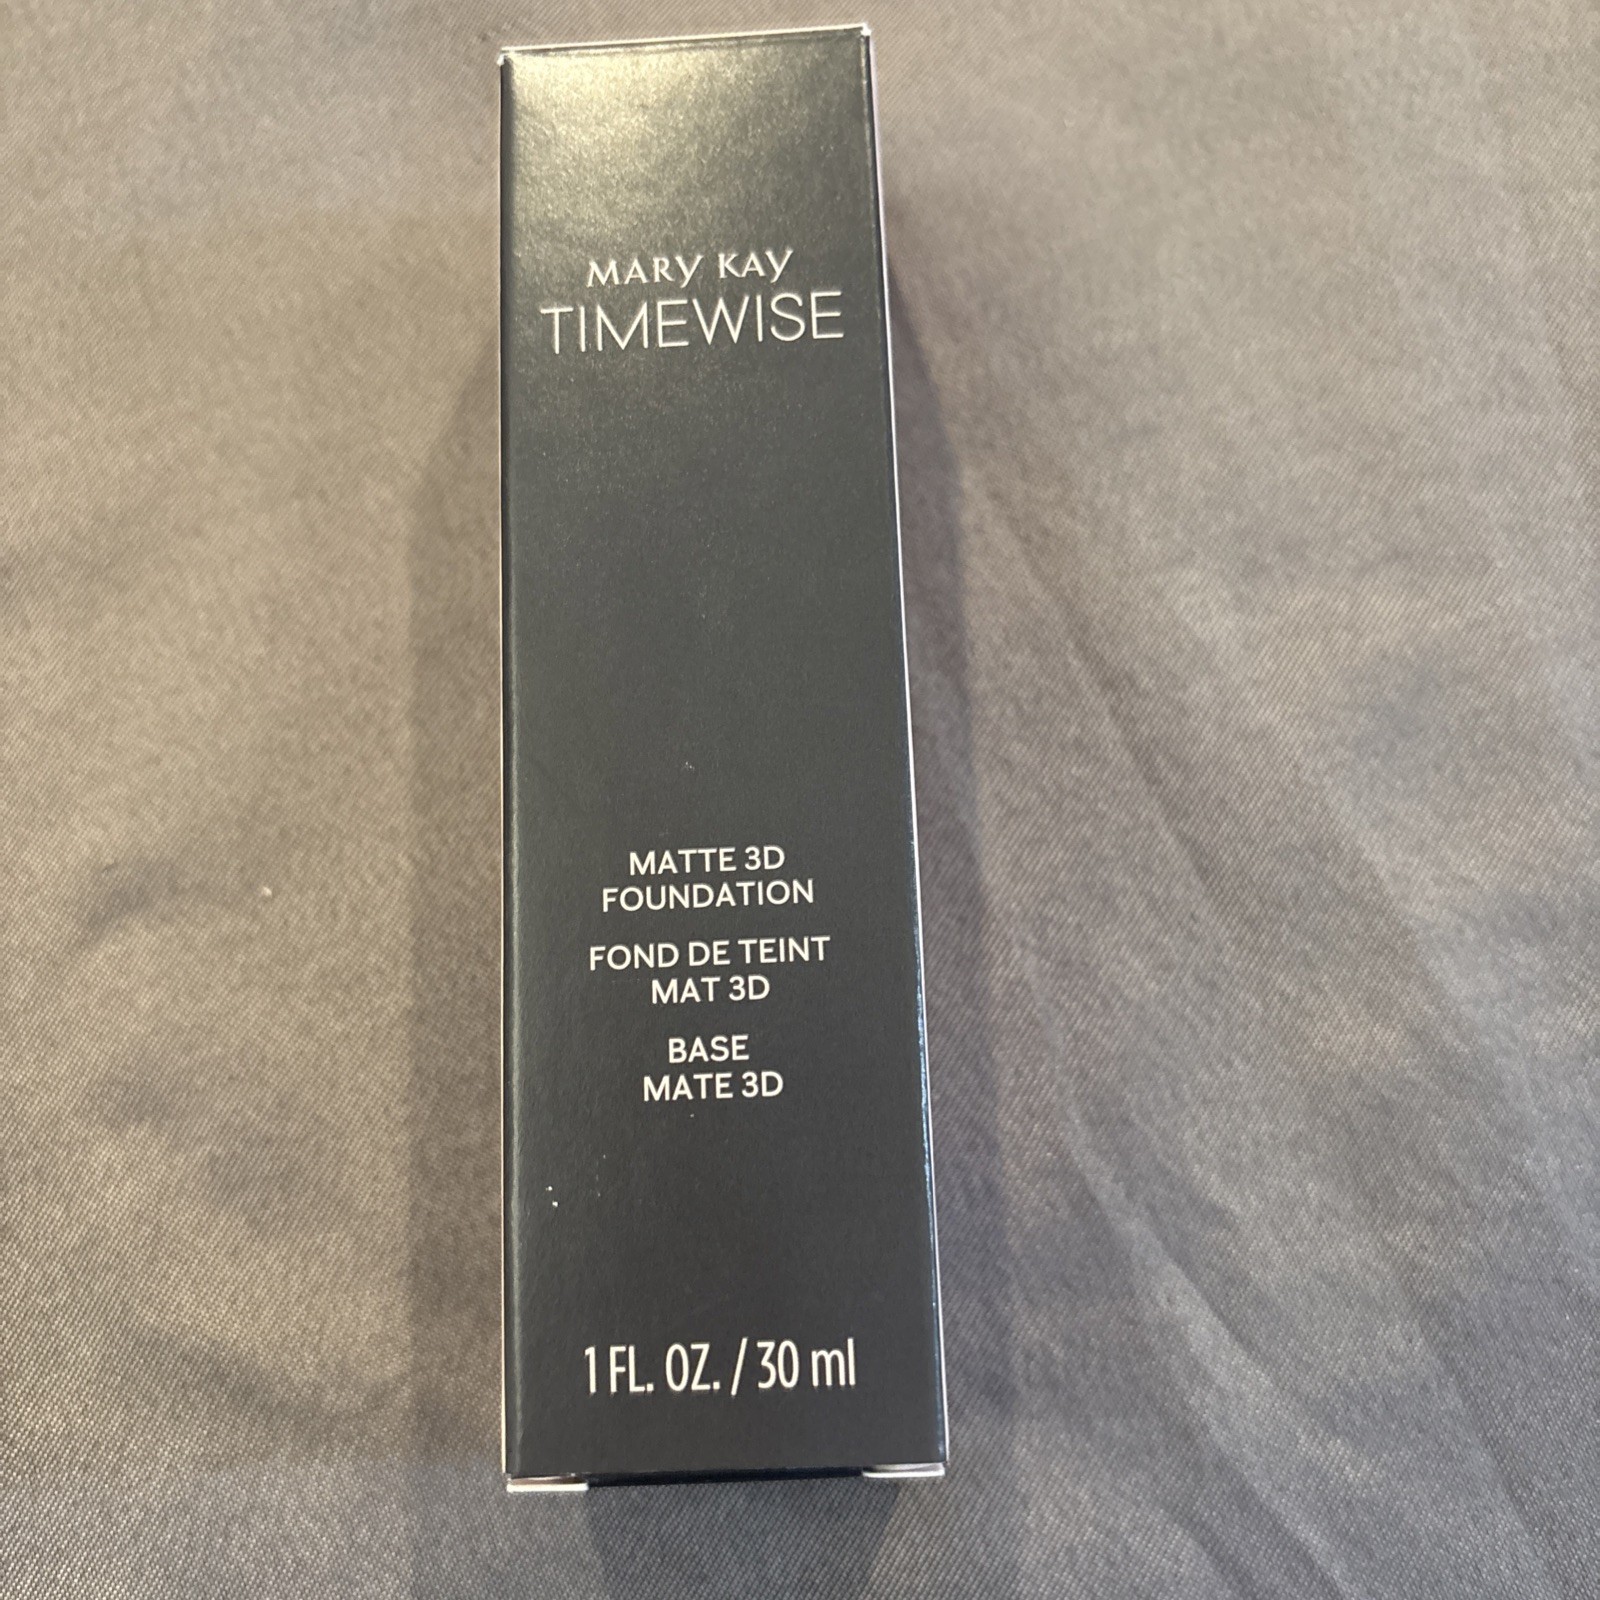 MARY KAY
TIMEWISE
MATTE 3D
FOUNDATION
FOND DE TEINT
MAT 3D
BASE
MATE 3D
1 FL. OZ. / 30 ml